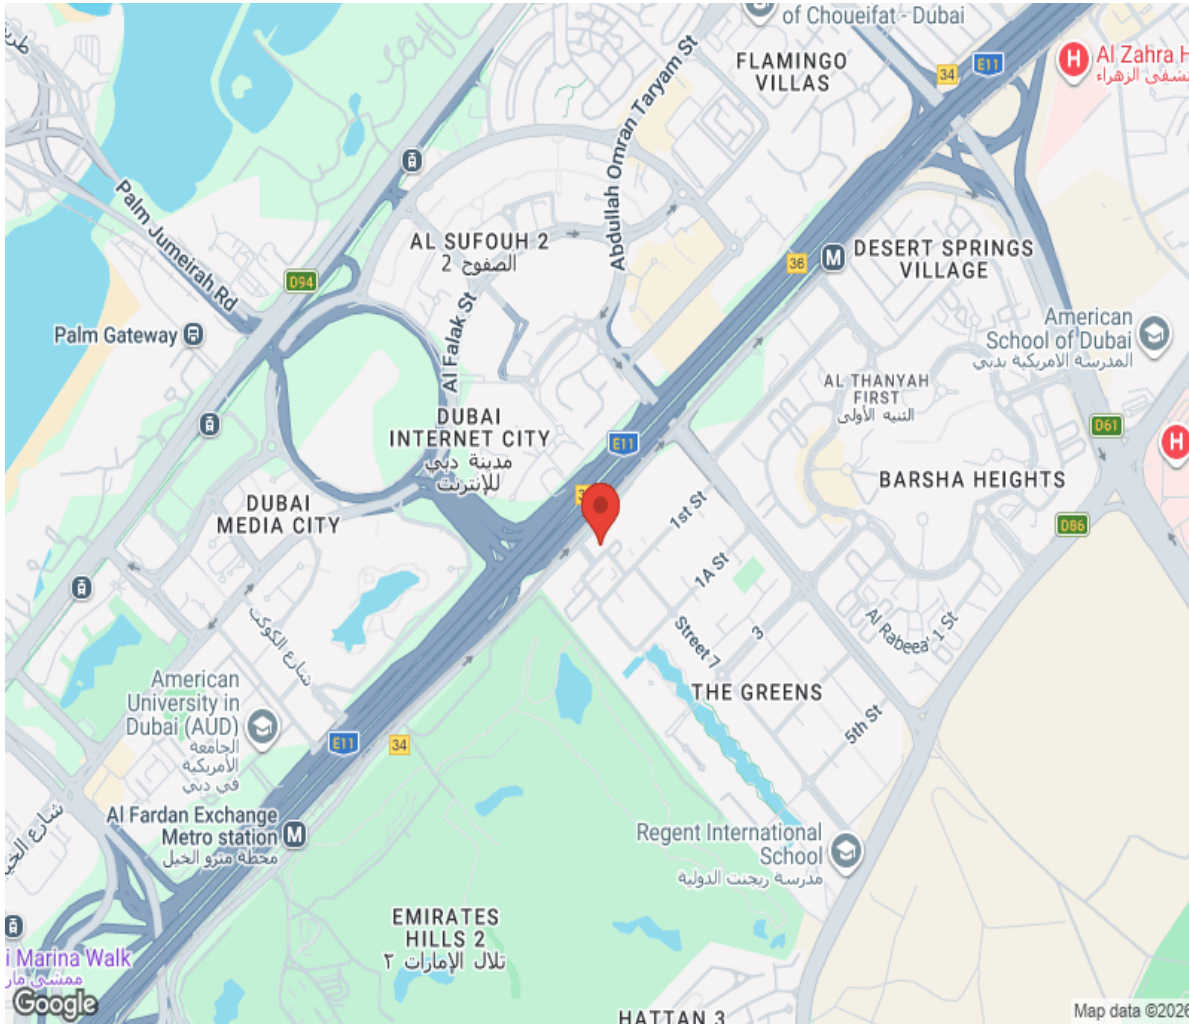 of Choueifat - Dubai
FLAMINGO
VILLAS
34
E11
H
Al Zahra H
Abdullah Omran Taryam St
Palm Jumeirah Rd
AL SUFOUH 2
الصفوح 2
36
M
DESERT SPRINGS
VILLAGE
D94
Palm Gateway
Al Falak St
American
School of Dubai
المدرسة الامريكية بدبي
AL THANYAH
FIRST
الثنيه الأولى
DUBAI
INTERNET CITY
مدينة دبي
للإنترنت
E11
D61
H
BARSHA HEIGHTS
DUBAI
MEDIA CITY
D86
1st St
1A St
Street 7
3
Al Rabeea' 1 St
شارع الكوكب
THE GREENS
5th St
American
University in
Dubai (AUD)
الجامعة
الأمريكية
في دبي
E11
34
Al Fardan Exchange
Metro station
محطة مترو الخيل
M
Regent International
School
مدرسة ريجنت الدولية
EMIRATES
HILLS 2
تلال الإمارات ٢
i Marina Walk
Google
HATTAN 3
Map data ©2026